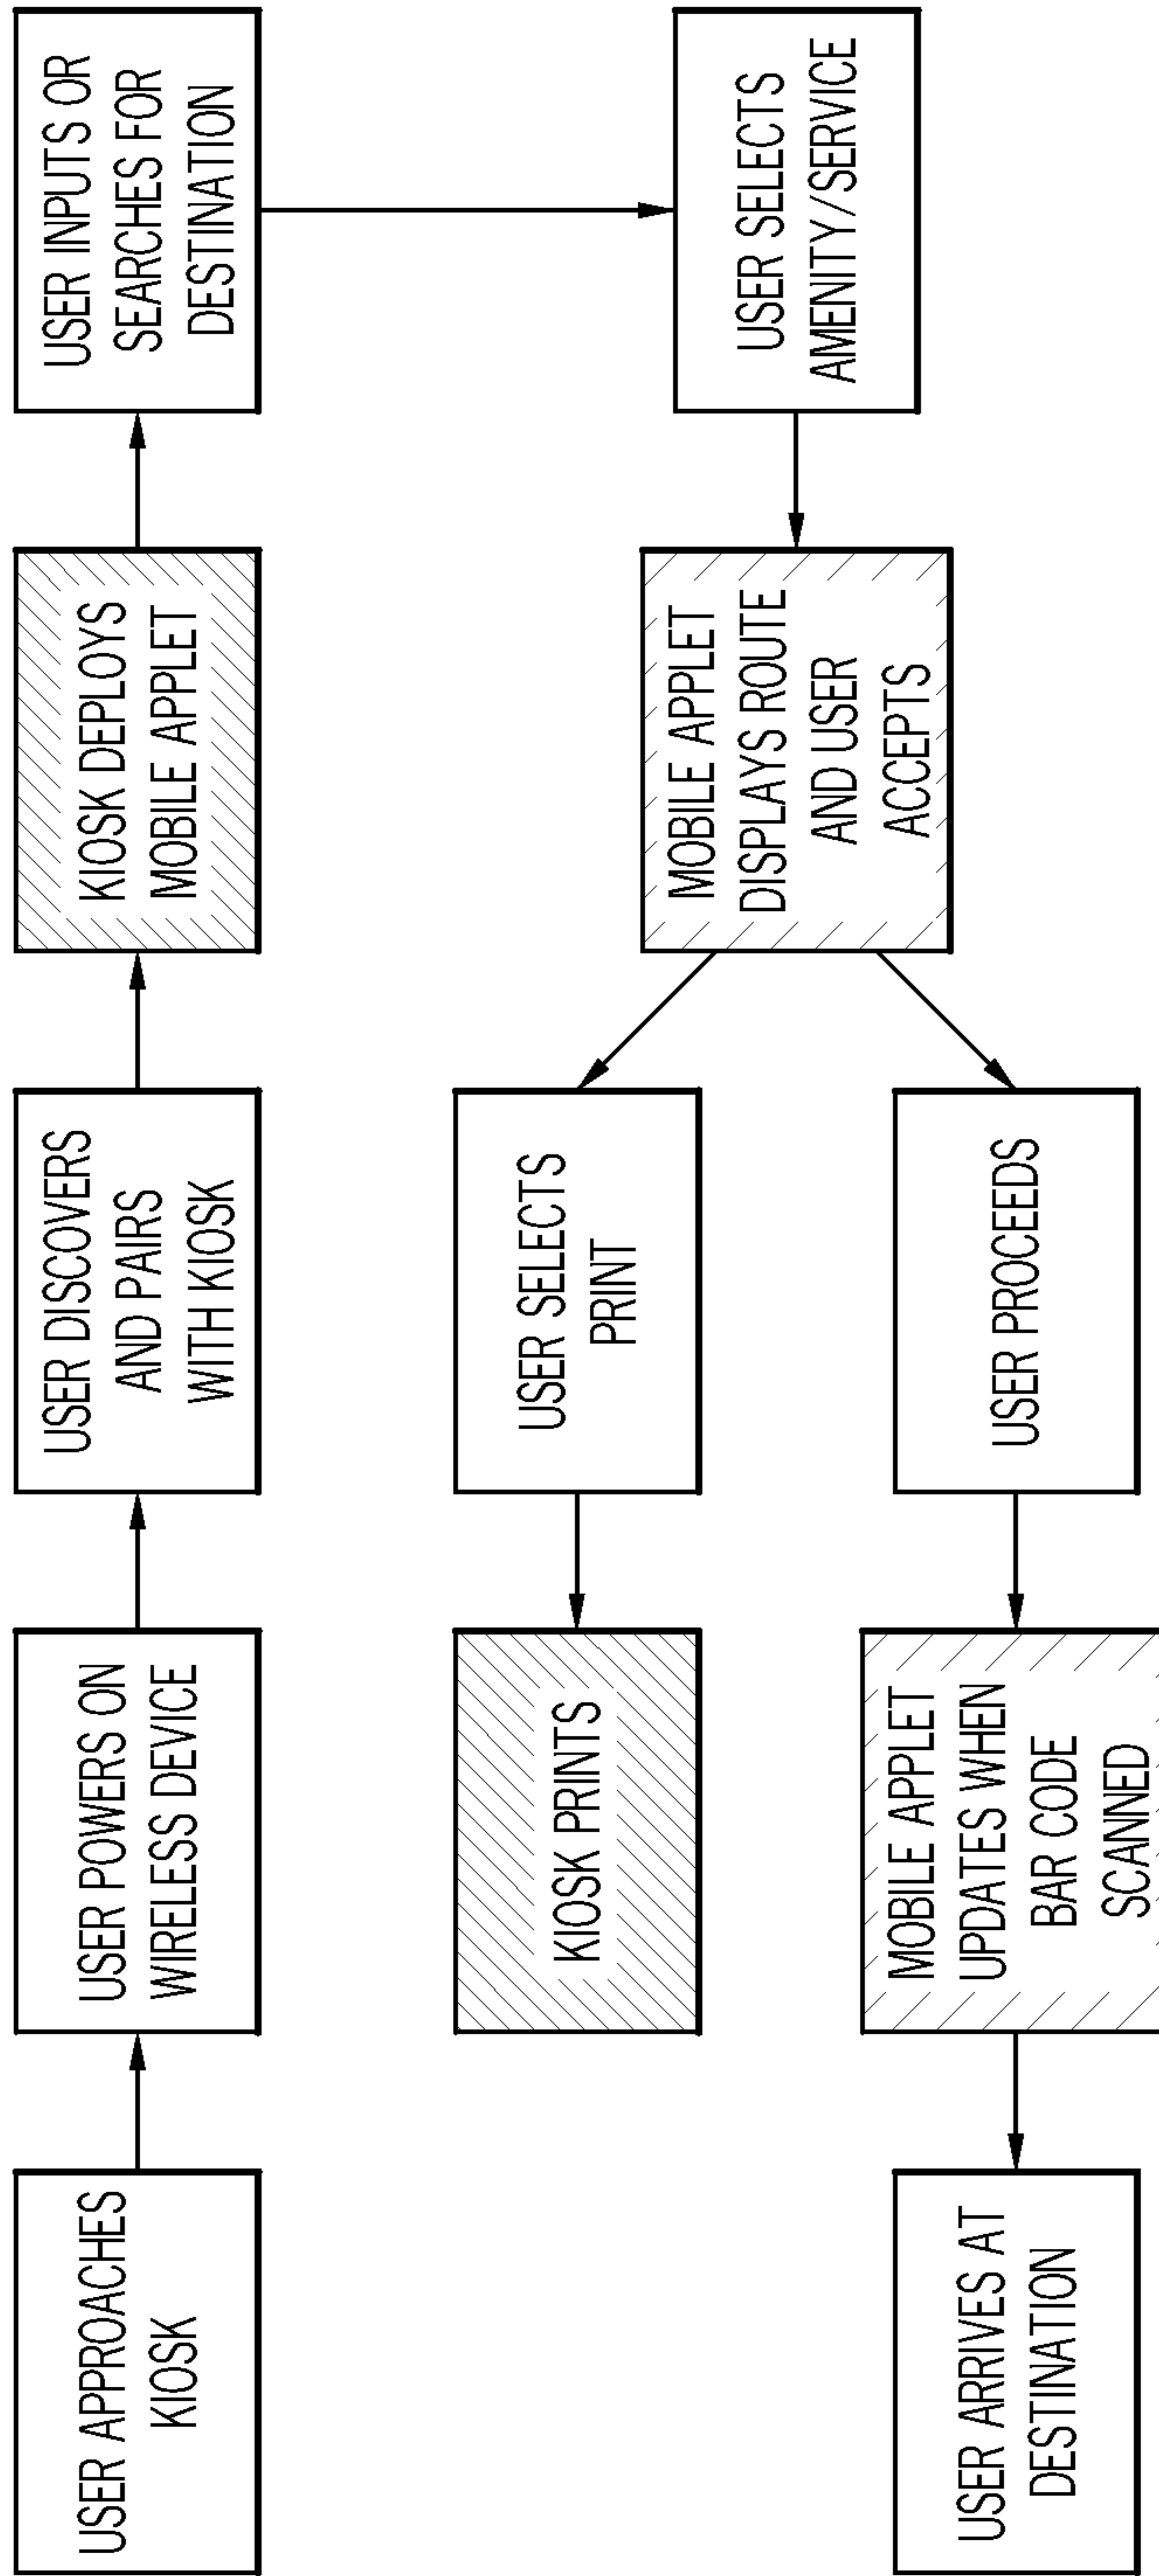 USER APPROACHES
KIOSK
USER POWERS ON
WIRELESS DEVICE
USER DISCOVERS
AND PAIRS
WITH KIOSK
KIOSK DEPLOYS
MOBILE APPLET
USER INPUTS OR
SEARCHES FOR
DESTINATION
USER SELECTS
AMENITY/SERVICE
MOBILE APPLET
DISPLAYS ROUTE
AND USER
ACCEPTS
USER SELECTS
PRINT
KIOSK PRINTS
USER PROCEEDS
MOBILE APPLET
UPDATES WHEN
BAR CODE
SCANNED
USER ARRIVES AT
DESTINATION